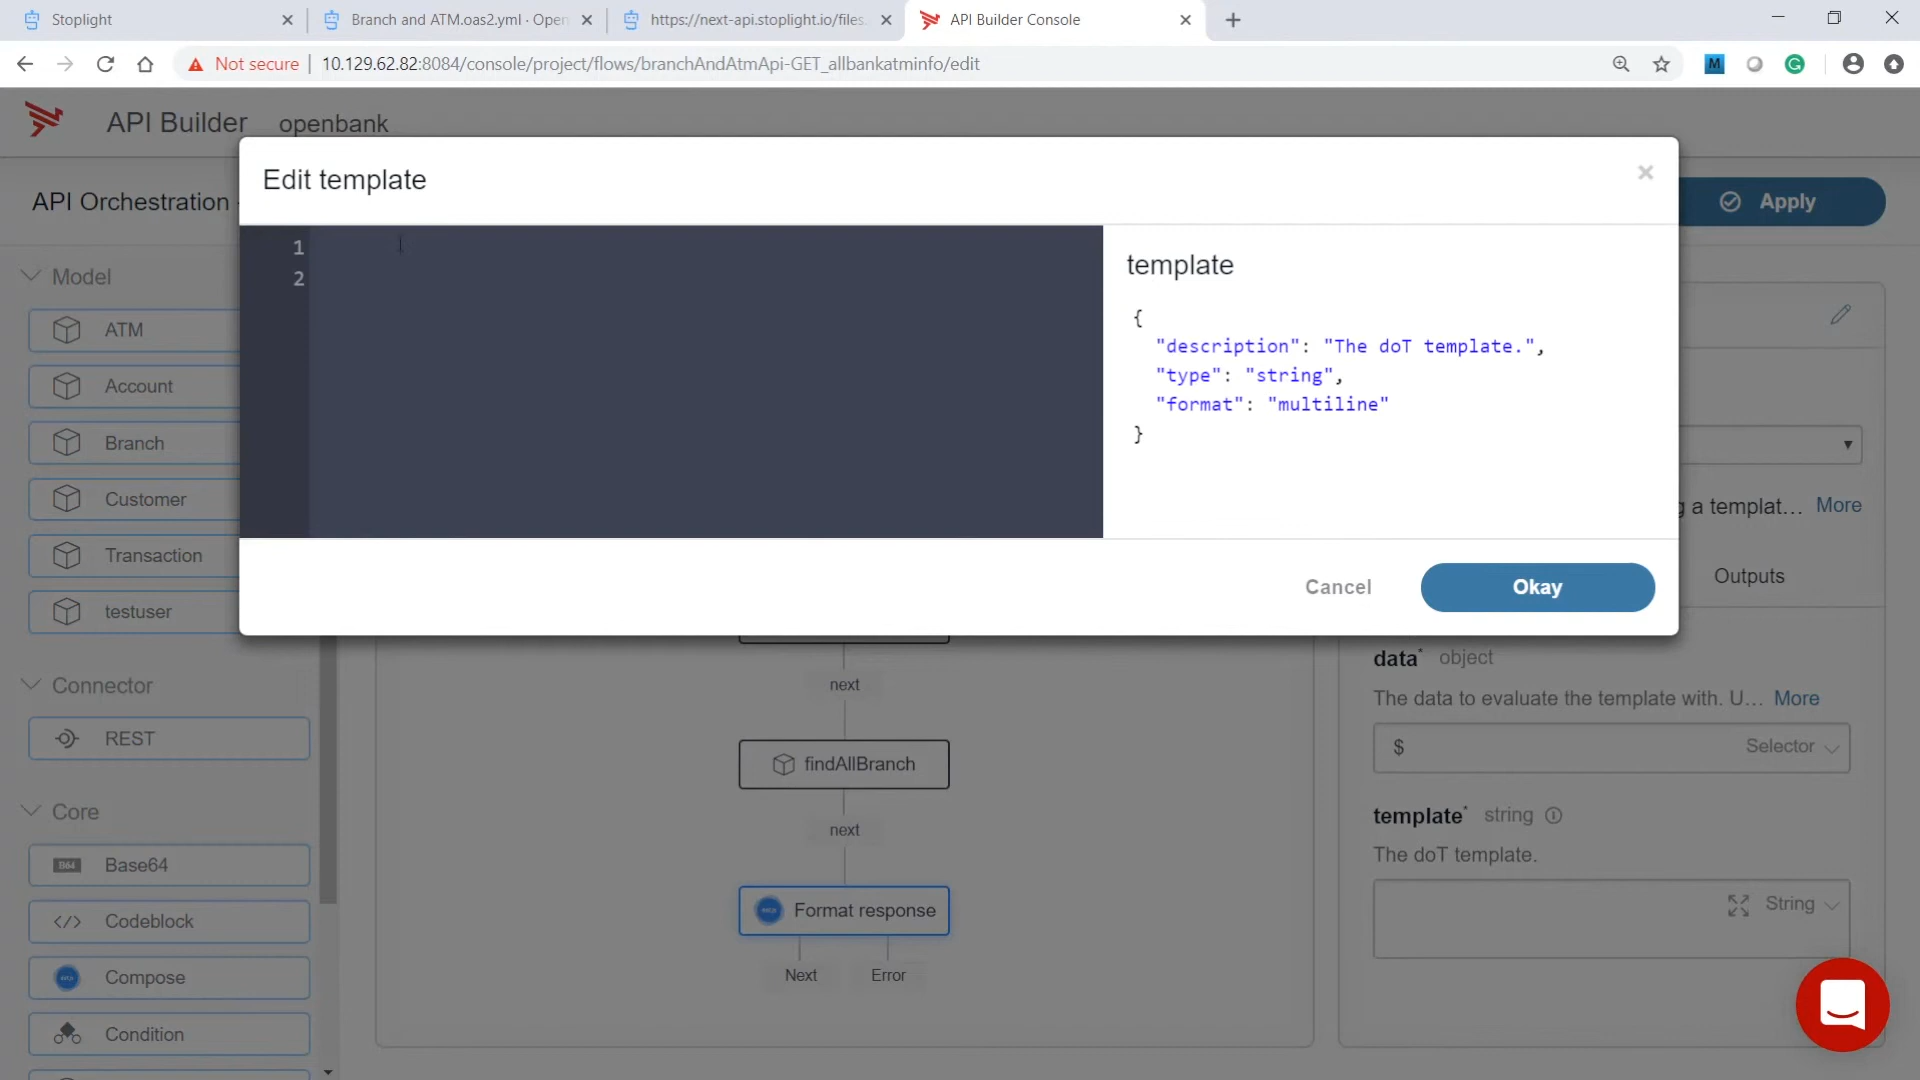 Stoplight
Branch and ATM.oas2.yml · Open
https://next-api.stoplight.io/files.
API Builder Console
Not secure
10.129.62.82:8084/console/project/flows/branchAndAtmApi-GET_allbankatminfo/edit
M
G
API Builder
openbank
Edit template
API Orchestration -
Apply
1
2
template
{
"description": "The doT template.",
"type": "string",
"format": "multiline"
}
Model
ATM
Account
Branch
Customer
Transaction
testuser
g a templat...
More
Cancel
Okay
Outputs
data* object
The data to evaluate the template with. U... More
$
Selector
template* string
The doT template.
String
next
findAllBranch
next
Format response
Next
Error
Connector
REST
Core
B64
Base64
</>
Codeblock
Compose
Condition